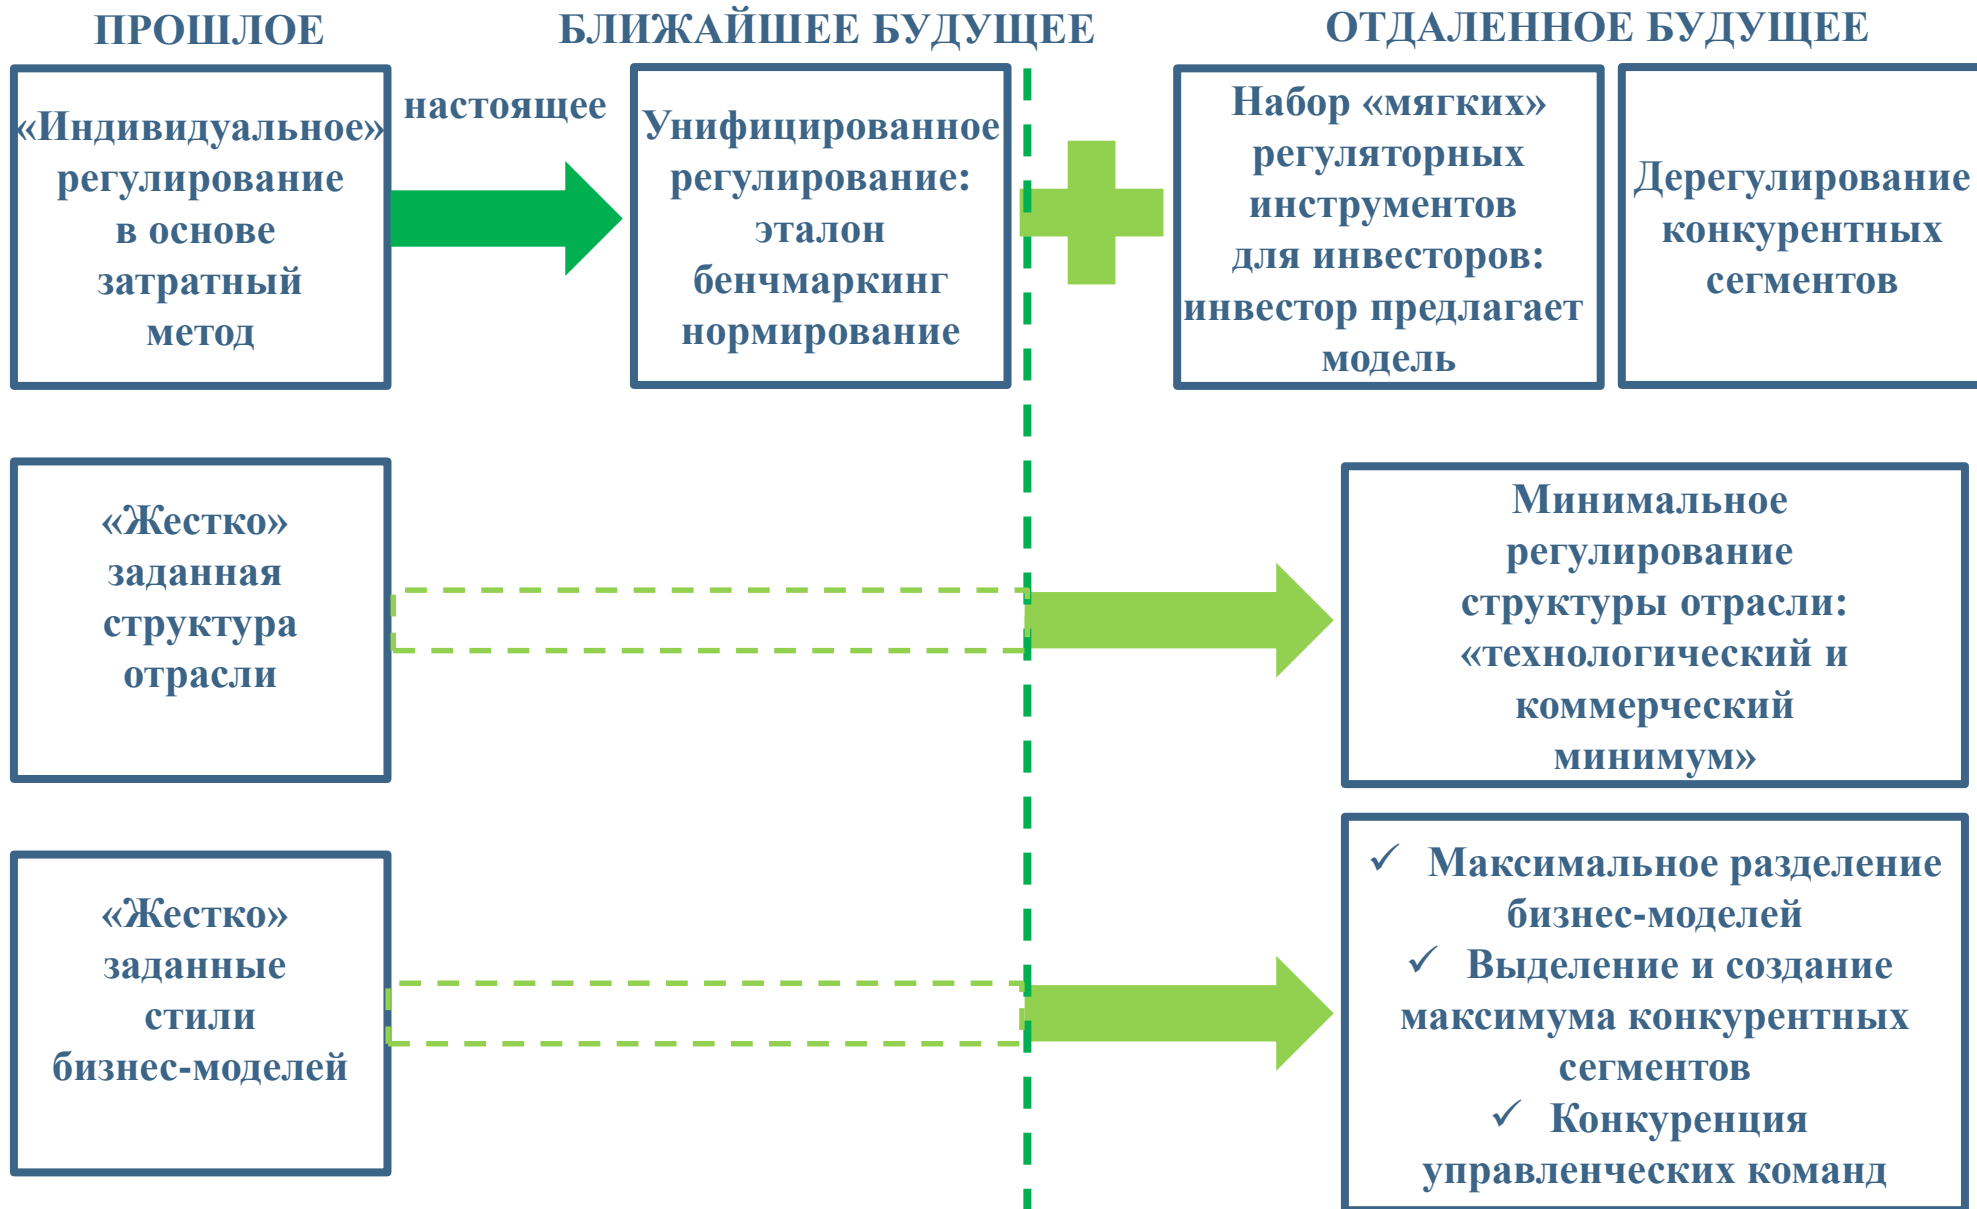 ПРОШЛОЕ
БЛИЖАЙШЕЕ БУДУЩЕЕ
ОТДАЛЕННОЕ БУДУЩЕЕ
«Индивидуальное»
регулирование
в основе
затратный
метод
настоящее
Унифицированное
регулирование:
эталон
бенчмаркинг
нормирование
Набор «мягких»
регуляторных
инструментов
для инвесторов:
инвестор предлагает
модель
Дерегулирование
конкурентных
сегментов
«Жестко»
заданная
структура
отрасли
Минимальное
регулирование
структуры отрасли:
«технологический и
коммерческий
минимум»
«Жестко»
заданные
стили
бизнес-моделей
✓ Максимальное разделение
бизнес-моделей
✓ Выделение и создание
максимума конкурентных
сегментов
✓ Конкуренция
управленческих команд